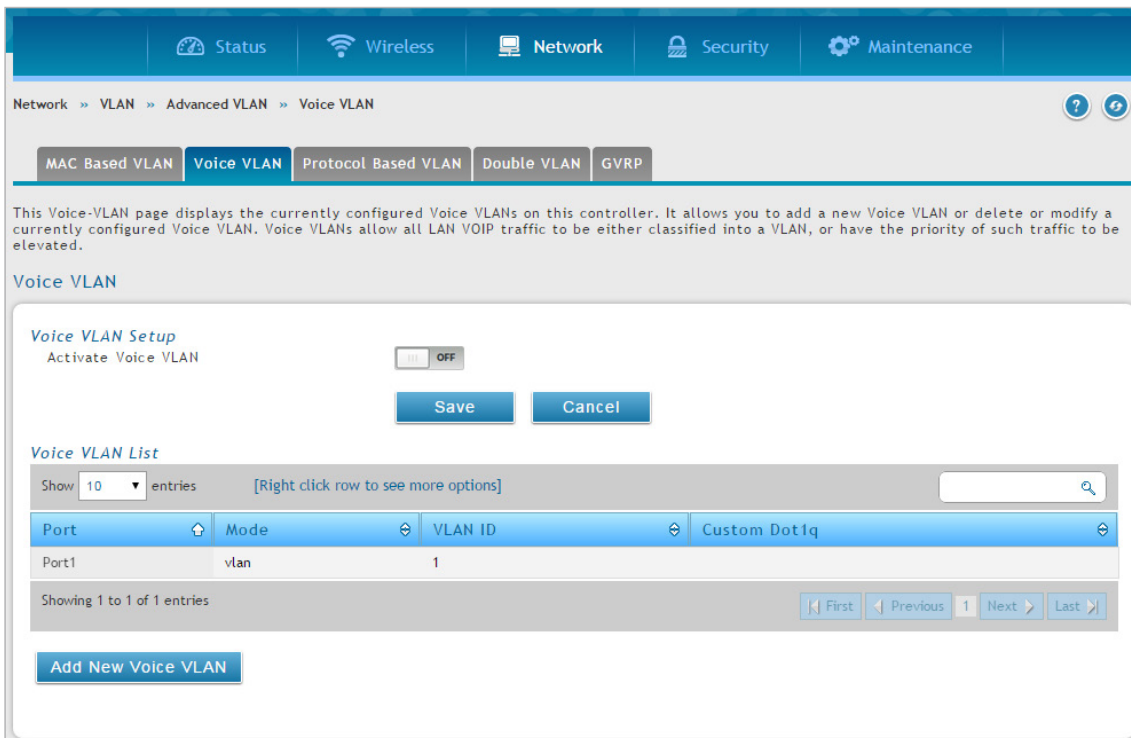 Status Wireless Network Security Maintenance
Network » VLAN » Advanced VLAN » Voice VLAN ?
MAC Based VLAN Voice VLAN Protocol Based VLAN Double VLAN GVRP
This Voice-VLAN page displays the currently configured Voice VLANs on this controller. It allows you to add a new Voice VLAN or delete or modify a
currently configured Voice VLAN. Voice VLANs allow all LAN VOIP traffic to be either classified into a VLAN, or have the priority of such traffic to be
elevated.
Voice VLAN
Voice VLAN Setup
Activate Voice VLAN OFF
Save Cancel
Voice VLAN List
Show 10 entries [Right click row to see more options]
Port Mode VLAN ID Custom Dot1q
Port1 vlan 1
Showing 1 to 1 of 1 entries First Previous 1 Next Last
Add New Voice VLAN